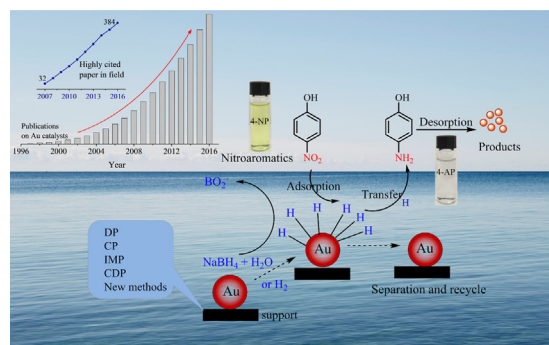 384
32
Highly cited
paper in field
2007 2010 2013 2016
Publications
on Au catalysts
1996 2000 2004 2008 2012 2016
Year
4-NP
Nitroaromatics
OH
NO2
OH
NH2
Desorption
4-AP
Products
Adsorption
Transfer H
BO2-
H H H H H H
NaBH4 + H2O
or H2
Au
Au
Au
support
Separation and recycle
DP
CP
IMP
CDP
New methods